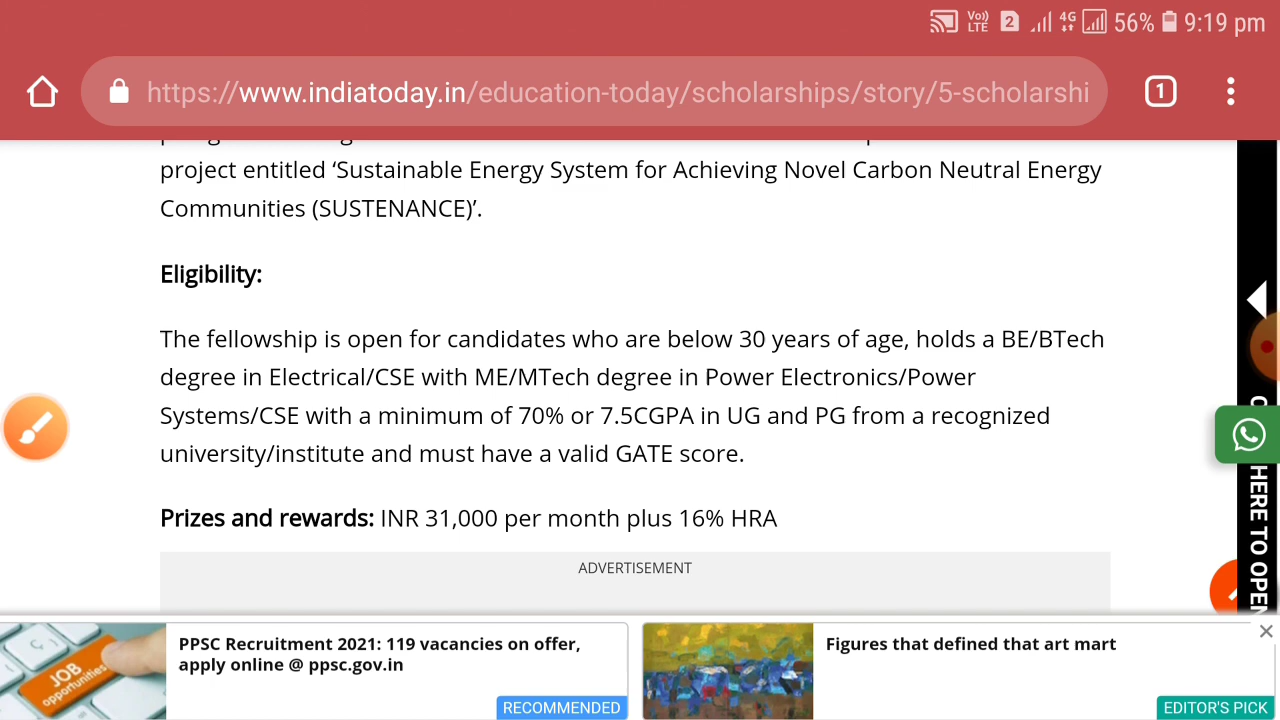 Vo)) LTE 2 4G 56% 9:19 pm
https://www.indiatoday.in/education-today/scholarships/story/5-scholarshi 1
project entitled ‘Sustainable Energy System for Achieving Novel Carbon Neutral Energy
Communities (SUSTENANCE)’.
Eligibility:
The fellowship is open for candidates who are below 30 years of age, holds a BE/BTech
degree in Electrical/CSE with ME/MTech degree in Power Electronics/Power
Systems/CSE with a minimum of 70% or 7.5CGPA in UG and PG from a recognized
university/institute and must have a valid GATE score.
Prizes and rewards: INR 31,000 per month plus 16% HRA
HERE TO OPEN
ADVERTISEMENT
JOB opportunities
PPSC Recruitment 2021: 119 vacancies on offer,
apply online @ ppsc.gov.in
RECOMMENDED
Figures that defined that art mart
EDITOR'S PICK